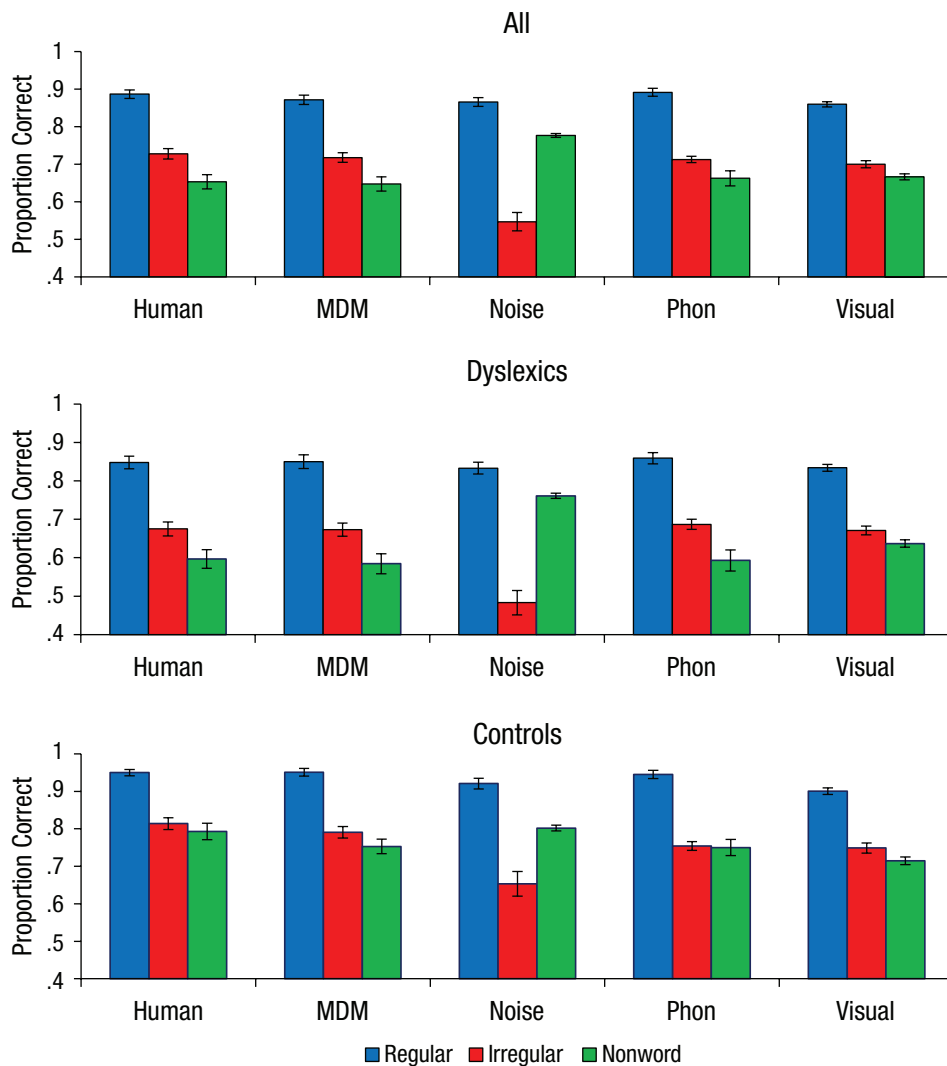 All
Proportion Correct
1
.9
.8
.7
.6
.5
.4
Human MDM Noise Phon Visual
Dyslexics
Proportion Correct
1
.9
.8
.7
.6
.5
.4
Human MDM Noise Phon Visual
Controls
Proportion Correct
1
.9
.8
.7
.6
.5
.4
Human MDM Noise Phon Visual
Regular Irregular Nonword